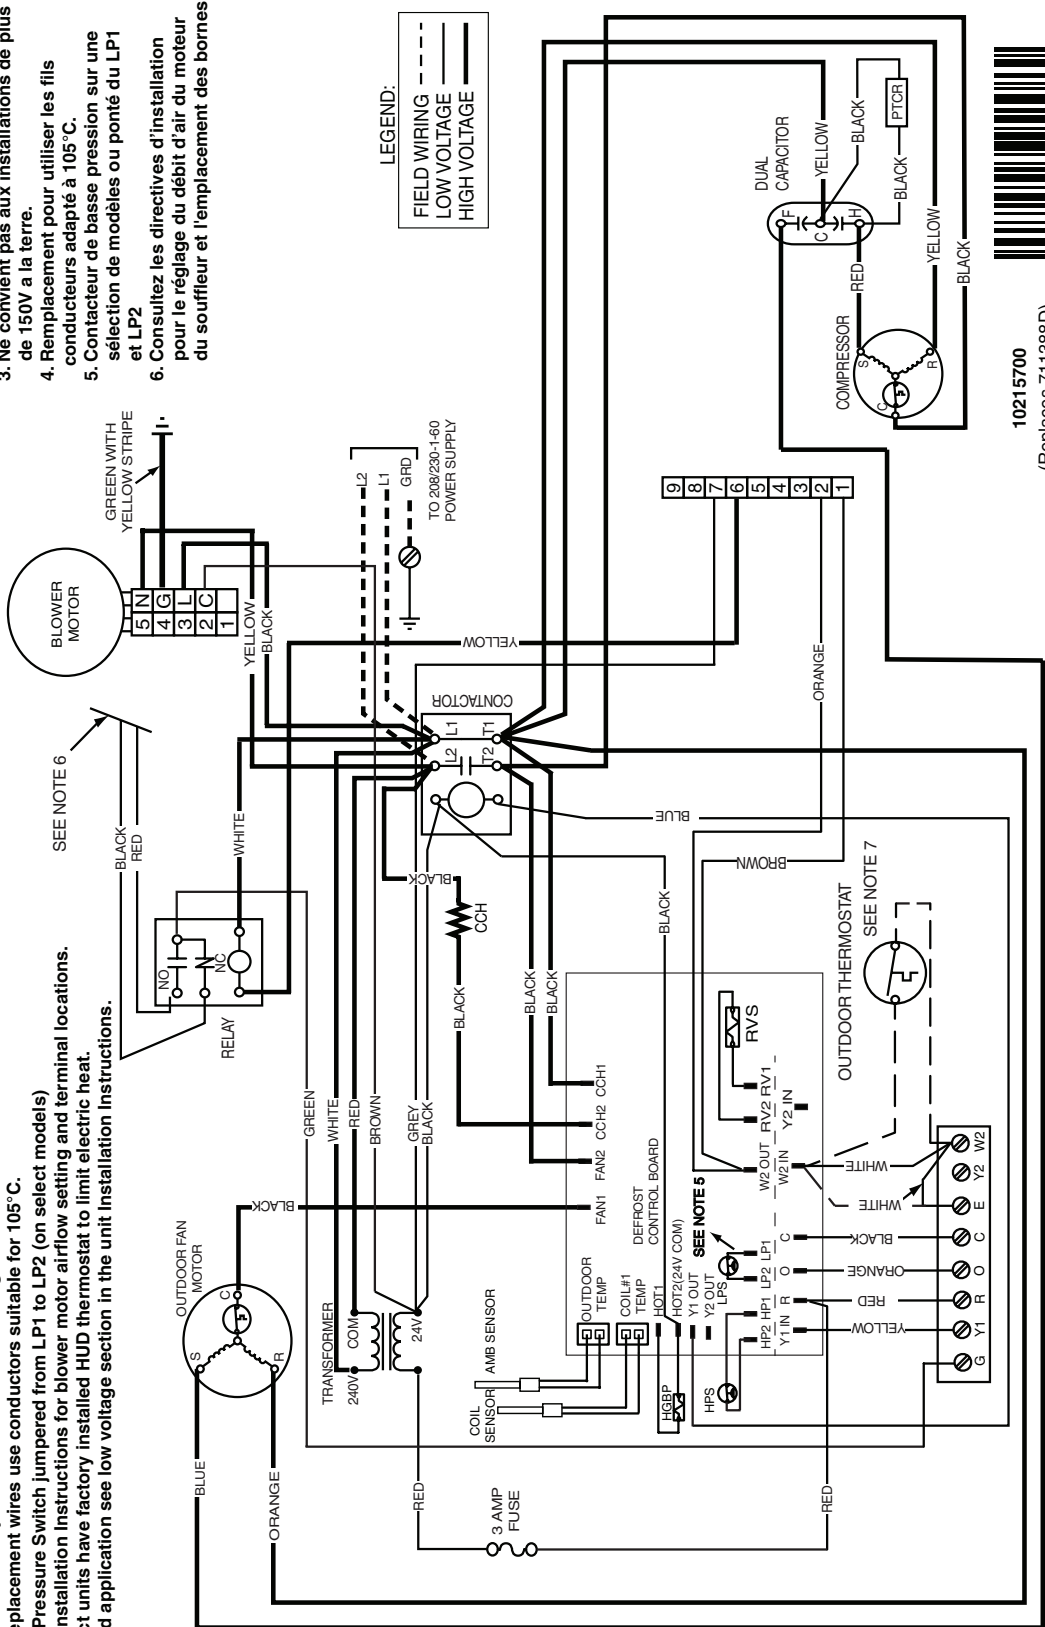 placement wires use conductors suitable for 105°C.
Pressure Switch jumpered from LP1 to LP2 (on select models)
nstallation Instructions for blower motor airflow setting and terminal locations.
ct units have factory installed HUD thermostat to limit electric heat.
d application see low voltage section in the unit Installation Instructions.
3. Ne convient pas aux installations de plus
de 150V a la terre.
4. Remplacement pour utiliser les fils
conducteurs adapté à 105°C.
5. Contacteur de basse pression sur une
sélection de modèles ou ponté du LP1
et LP2
6. Consultez les directives d'installation
pour le réglage du débit d'air du moteur
du souffleur et l'emplacement des bornes
LEGEND:
FIELD WIRING
LOW VOLTAGE
HIGH VOLTAGE
SEE NOTE 6
BLACK
RED
BLOWER
MOTOR
5 N
4 G
3 L
2 C
1
GREEN WITH
YELLOW STRIPE
YELLOW
BLACK
WHITE
NO
NC
RELAY
GREEN
WHITE
RED
BROWN
GREY
BLACK
L2
L1
GRD
TO 208/230-1-60
POWER SUPPLY
YELLOW
CONTACTOR
L2
L1
T2
T1
BLACK
CCH
BLACK
BLACK
BLACK
BLACK
BLUE
BROWN
ORANGE
9
8
7
6
5
4
3
2
1
DUAL
CAPACITOR
F
C
H
YELLOW
BLACK
PTCR
BLACK
RED
YELLOW
BLACK
COMPRESSOR
S
C
R
OUTDOOR FAN
MOTOR
S
C
R
BLACK
BLUE
ORANGE
TRANSFORMER
240V
COM
24V
RED
3 AMP
FUSE
RED
COIL
SENSOR
AMB SENSOR
OUTDOOR
TEMP
COIL#1
TEMP
DEFROST
CONTROL BOARD
FAN1
FAN2
CCH2
CCH1
HOT1
HOT2(24V COM)
Y1 OUT
Y2 OUT
HGBP
HPS
LPS
SEE NOTE 5
HP2
HP1
LP2
LP1
Y1 IN
R
O
C
W2 OUT
W2 IN
RV2
RV1
Y2 IN
RVS
OUTDOOR THERMOSTAT
SEE NOTE 7
YELLOW
RED
ORANGE
BLACK
WHITE
WHITE
G
Y1
R
O
C
E
Y2
W2
10215700